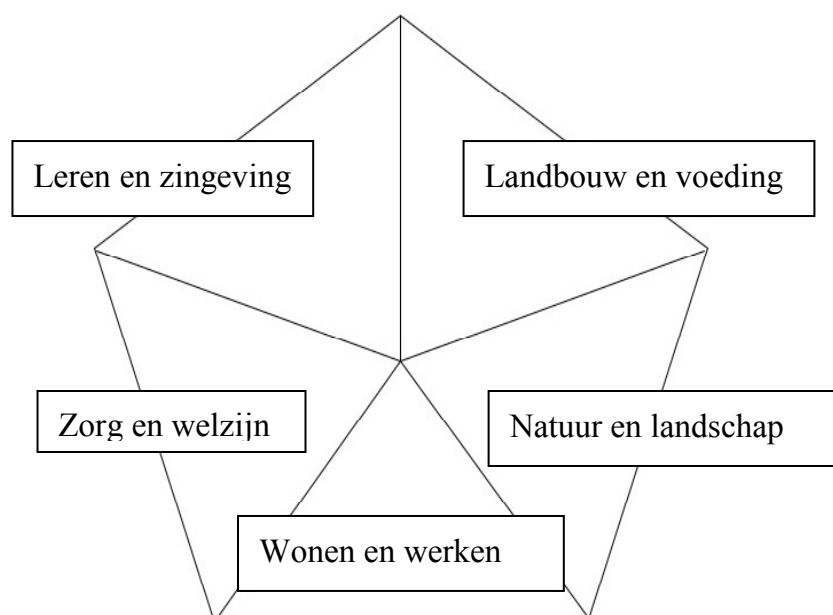 Leren en zingeving
Landbouw en voeding
Zorg en welzijn
Natuur en landschap
Wonen en werken